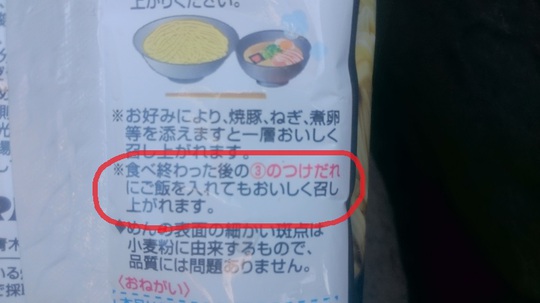 上がりください。
※お好みにより、焼豚、ねぎ、煮卵
等を添えますと一層おいしく
召し上がれます。
※食べ終わった後の③のつけだれ
にご飯を入れてもおいしく召し
上がれます。
♥めんの表面の細かい斑点は
小麦粉に由来するもので、
品質には問題ありません。
〈おねがい〉